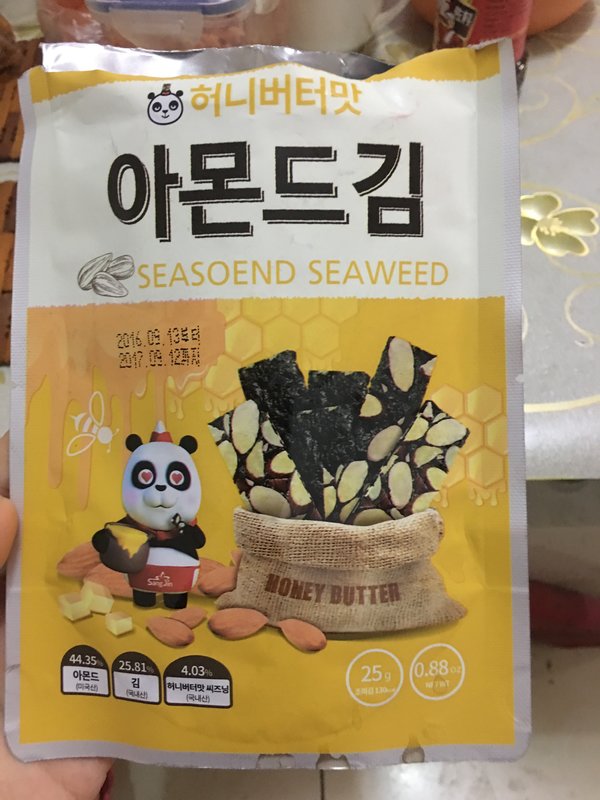 허니버터맛
아몬드김
SEASOEND SEAWEED
2016.09.13부터
2017.09.12까지
HONEY BUTTER
SangJin
44.35%
아몬드
(미국산)
25.81%
김
(국내산)
4.03%
허니버터맛 씨즈닝
(국내산)
25g
0.88oz